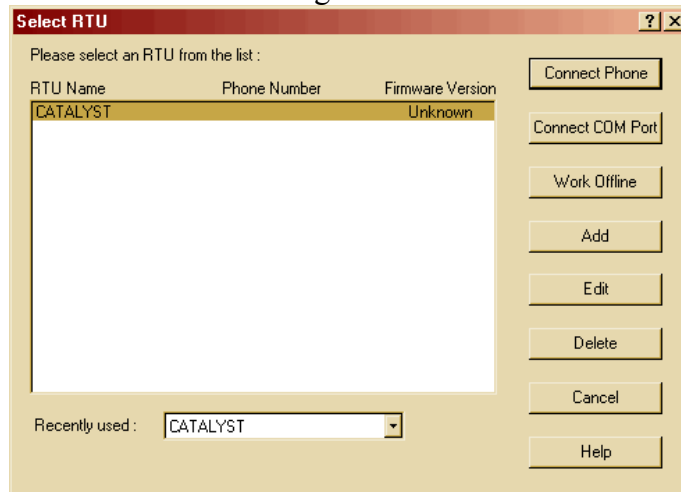 Select RTU
Please select an RTU from the list :
RTU Name Phone Number Firmware Version
CATALYST Unknown
Connect Phone
Connect COM Port
Work Offline
Add
Edit
Delete
Cancel
Help
Recently used : CATALYST